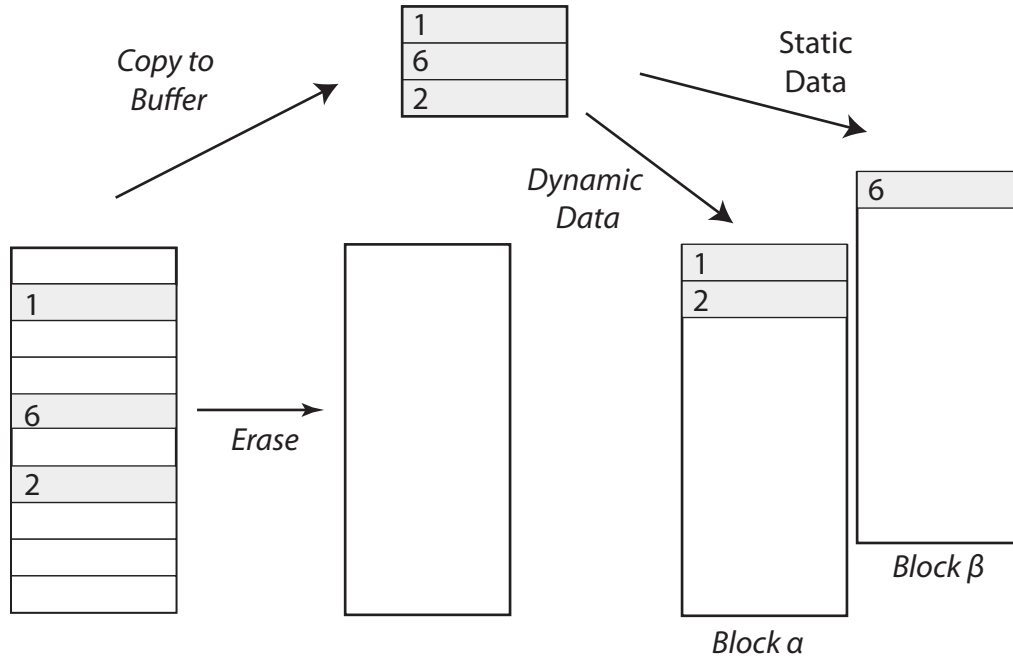 Copy to
Buffer
1
6
2
Static
Data
Dynamic
Data
1
6
2
Erase
1
2
Block α
6
Block β